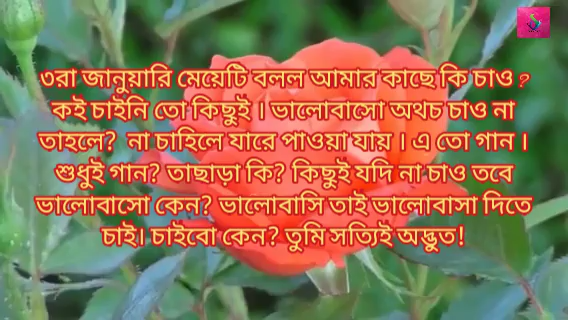 ৩রা জানুয়ারি মেয়েটি বলল আমার কাছে কি চাও ?
কই চাইনি তো কিছুই । ভালোবাসো অথচ চাও না
তাহলে? না চাহিলে যারে পাওয়া যায় । এ তো গান ।
শুধুই গান? তাছাড়া কি? কিছুই যদি না চাও তবে
ভালোবাসো কেন? ভালোবাসি তাই ভালোবাসা দিতে
চাই। চাইবো কেন? তুমি সত্যিই অদ্ভুত!